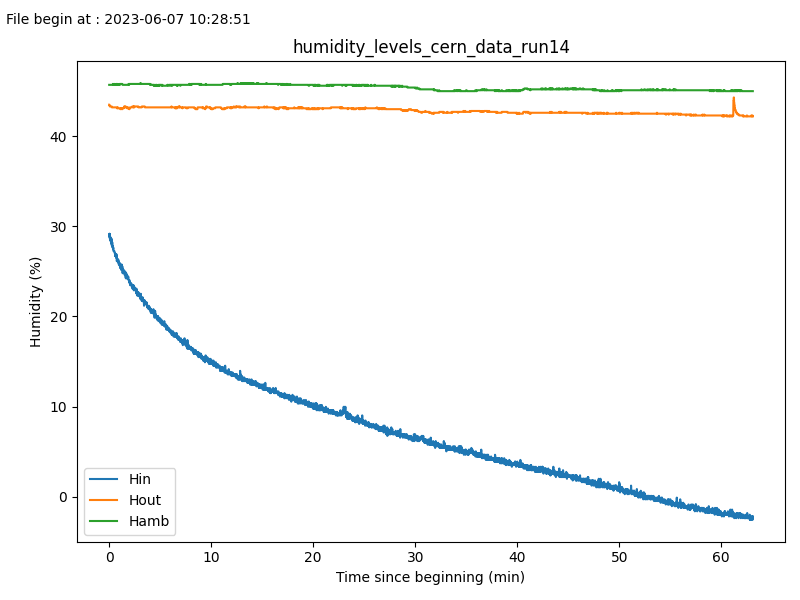 File begin at : 2023-06-07 10:28:51
humidity_levels_cern_data_run14
40
30
20
10
0
Humidity (%)
Hin
Hout
Hamb
0 10 20 30 40 50 60
Time since beginning (min)